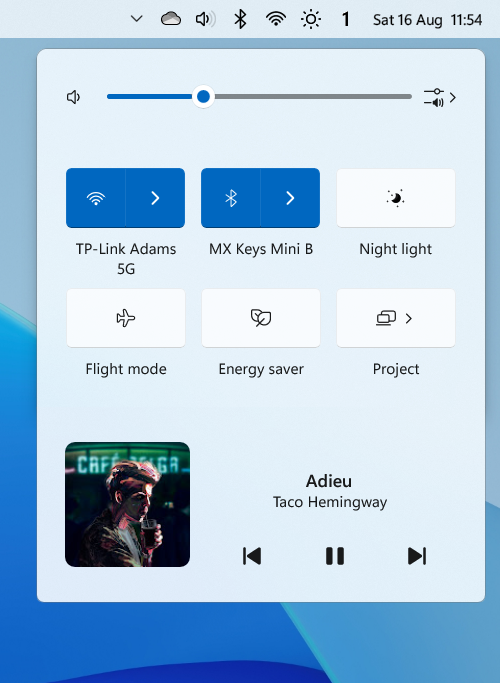 1 Sat 16 Aug 11:54
TP-Link Adams
5G
MX Keys Mini B
Night light
Flight mode
Energy saver
Project
CAFÉ BELGA
Adieu
Taco Hemingway